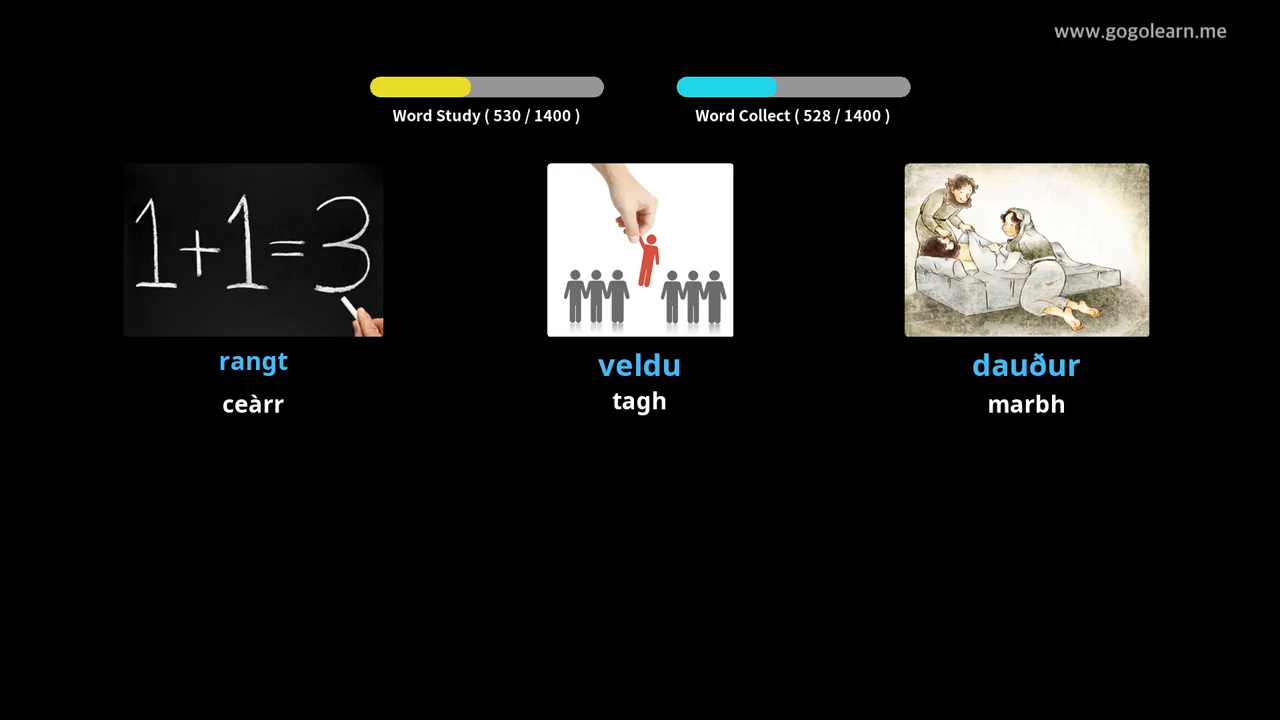 www.gogolearn.me
Word Study ( 530 / 1400 )
Word Collect ( 528 / 1400 )
1+1=3
rangt
ceàrr
veldu
tagh
dauður
marbh